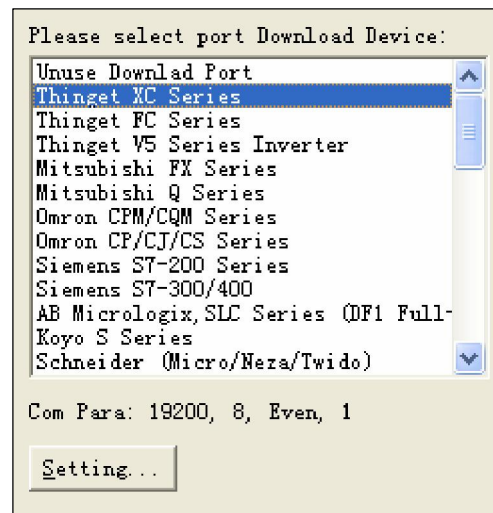 Please select port Download Device:
Unuse Downlad Port
Thinget XC Series
Thinget FC Series
Thinget V5 Series Inverter
Mitsubishi FX Series
Mitsubishi Q Series
Omron CPM/CQM Series
Omron CP/CJ/CS Series
Siemens S7-200 Series
Siemens S7-300/400
AB Micrologix,SLC Series (DF1 Full-
Koyo S Series
Schneider (Micro/Neza/Twido)
Com Para: 19200, 8, Even, 1
Setting...